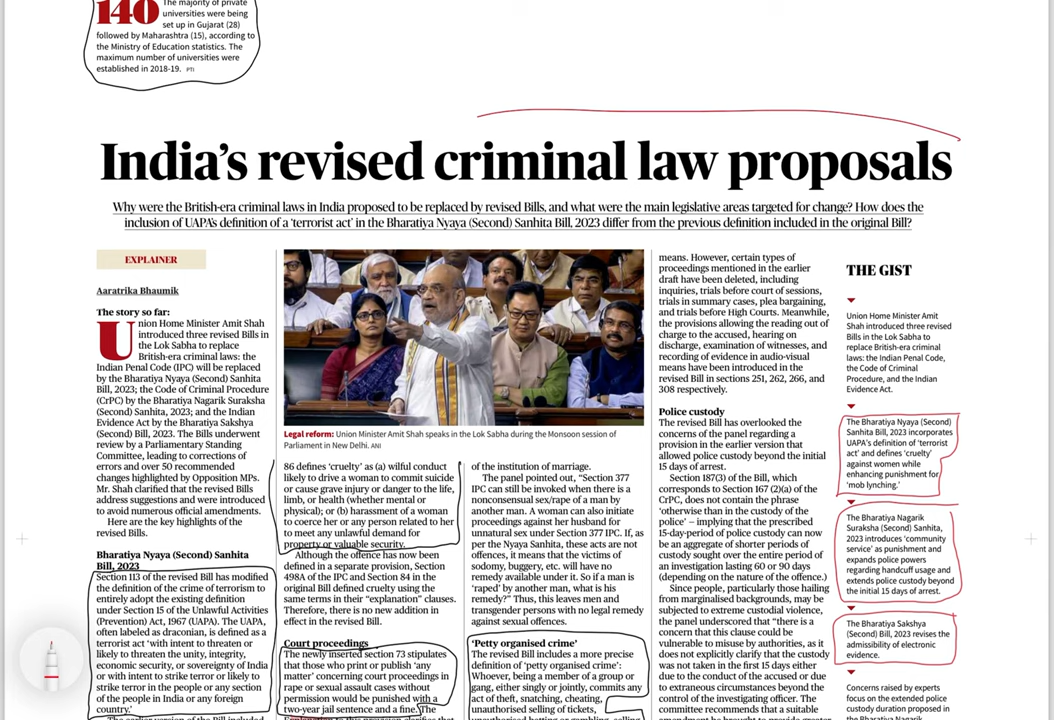 140
The majority of private
universities were being
set up in Gujarat (28)
followed by Maharashtra (15), according to
the Ministry of Education statistics. The
maximum number of universities were
established in 2018-19. PTI
India's revised criminal law proposals
Why were the British-era criminal laws in India proposed to be replaced by revised Bills, and what were the main legislative areas targeted for change? How does the
inclusion of UAPA's definition of a 'terrorist act' in the Bharatiya Nyaya (Second) Sanhita Bill, 2023 differ from the previous definition included in the original Bill?
EXPLAINER
Aaratrika Bhaumik
The story so far:
Union Home Minister Amit Shah
introduced three revised Bills in
the Lok Sabha to replace
British-era criminal laws: the
Indian Penal Code (IPC) will be replaced
by the Bharatiya Nyaya (Second) Sanhita
Bill, 2023; the Code of Criminal Procedure
(CrPC) by the Bharatiya Nagarik Suraksha
(Second) Sanhita, 2023; and the Indian
Evidence Act by the Bharatiya Sakshya
(Second) Bill, 2023. The Bills underwent
review by a Parliamentary Standing
Committee, leading to corrections of
errors and over 50 recommended
changes highlighted by Opposition MPs.
Mr. Shah clarified that the revised Bills
address suggestions and were introduced
to avoid numerous official amendments.
Here are the key highlights of the
revised Bills.
Bharatiya Nyaya (Second) Sanhita
Bill, 2023
Section 113 of the revised Bill has modified
the definition of the crime of terrorism to
entirely adopt the existing definition
under Section 15 of the Unlawful Activities
(Prevention) Act, 1967 (UAPA). The UAPA,
often labeled as draconian, is defined as a
terrorist act 'with intent to threaten or
likely to threaten the unity, integrity,
economic security, or sovereignty of India
or with intent to strike terror or likely to
strike terror in the people or any section
of the people in India or any foreign
country.'
The earlier version of the Bill included
Legal reform: Union Minister Amit Shah speaks in the Lok Sabha during the Monsoon session of
Parliament in New Delhi. ANI
86 defines 'cruelty' as (a) wilful conduct
likely to drive a woman to commit suicide
or cause grave injury or danger to the life,
limb, or health (whether mental or
physical); or (b) harassment of a woman
to coerce her or any person related to her
to meet any unlawful demand for
property or valuable security.
Although the offence has now been
defined in a separate provision, Section
498A of the IPC and Section 84 in the
original Bill defined cruelty using the
same terms in their "explanation" clauses.
Therefore, there is no new addition in
effect in the revised Bill.
Court proceedings
The newly inserted section 73 stipulates
that those who print or publish 'any
matter' concerning court proceedings in
rape or sexual assault cases without
permission would be punished with a
two-year jail sentence and a fine. The
Explanation to this provision clarifies that
of the institution of marriage.
The panel pointed out, "Section 377
IPC can still be invoked when there is a
nonconsensual sex/rape of a man by
another man. A woman can also initiate
proceedings against her husband for
unnatural sex under Section 377 IPC. If, as
per the Nyaya Sanhita, these acts are not
offences, it means that the victims of
sodomy, buggery, etc. will have no
remedy available under it. So if a man is
'raped' by another man, what is his
remedy?" Thus, this leaves men and
transgender persons with no legal remedy
against sexual offences.
'Petty organised crime'
The revised Bill includes a more precise
definition of 'petty organised crime':
Whoever, being a member of a group or
gang, either singly or jointly, commits any
act of theft, snatching, cheating,
unauthorised selling of tickets,
unauthorised betting or gambling, selling
means. However, certain types of
proceedings mentioned in the earlier
draft have been deleted, including
inquiries, trials before court of sessions,
trials in summary cases, plea bargaining,
and trials before High Courts. Meanwhile,
the provisions allowing the reading out of
charge to the accused, hearing on
discharge, examination of witnesses, and
recording of evidence in audio-visual
means have been introduced in the
revised Bill in sections 251, 262, 266, and
308 respectively.
Police custody
The revised Bill has overlooked the
concerns of the panel regarding a
provision in the earlier version that
allowed police custody beyond the initial
15 days of arrest.
Section 187(3) of the Bill, which
corresponds to Section 167 (2)(a) of the
CrPC, does not contain the phrase
'otherwise than in the custody of the
police' – implying that the prescribed
15-day-period of police custody can now
be an aggregate of shorter periods of
custody sought over the entire period of
an investigation lasting 60 or 90 days
(depending on the nature of the offence.)
Since people, particularly those hailing
from marginalised backgrounds, may be
subjected to extreme custodial violence,
the panel underscored that "there is a
concern that this clause could be
vulnerable to misuse by authorities, as it
does not explicitly clarify that the custody
was not taken in the first 15 days either
due to the conduct of the accused or due
to extraneous circumstances beyond the
control of the investigating officer. The
committee recommends that a suitable
amendment may be brought to provide greater
THE GIST
Union Home Minister Amit
Shah introduced three revised
Bills in the Lok Sabha to
replace British-era criminal
laws: the Indian Penal Code,
the Code of Criminal
Procedure, and the Indian
Evidence Act.
The Bharatiya Nyaya (Second)
Sanhita Bill, 2023 incorporates
UAPA's definition of 'terrorist
act' and defines 'cruelty'
against women while
enhancing punishment for
'mob lynching.'
The Bharatiya Nagarik
Suraksha (Second) Sanhita,
2023 introduces 'community
service' as punishment and
expands police powers
regarding handcuff usage and
extends police custody beyond
the initial 15 days of arrest.
The Bharatiya Sakshya
(Second) Bill, 2023 revises the
admissibility of electronic
evidence.
Concerns raised by experts
focus on the extended police
custody provisions in the
Bharatiya Nagarik